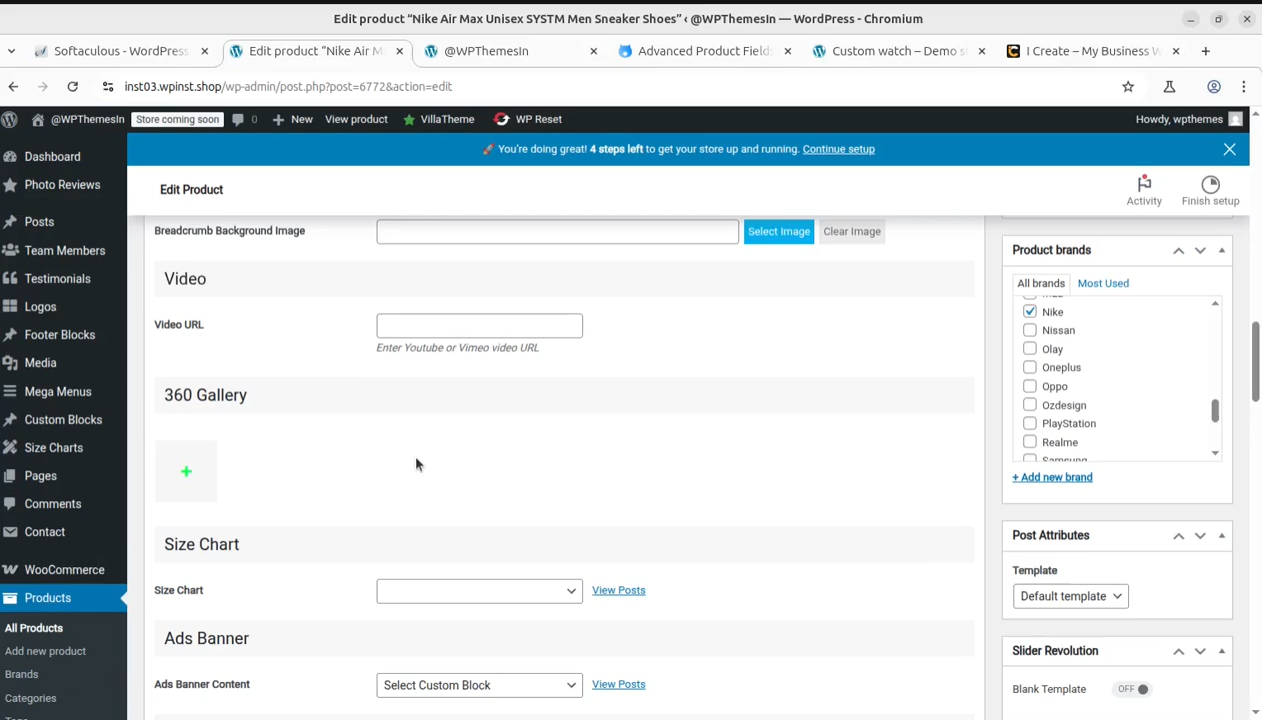 Edit product “Nike Air Max Unisex SYSTM Men Sneaker Shoes” ‹ @WPThemesIn — WordPress - Chromium
Softaculous - WordPress
Edit product “Nike Air M
@WPThemesIn
Advanced Product Field
Custom watch – Demo s
I Create – My Business W
inst03.wpinst.shop/wp-admin/post.php?post=6772&action=edit
@WPThemesIn
Store coming soon
0
New
View product
VillaTheme
WP Reset
Howdy, wpthemes
🚀 You're doing great! 4 steps left to get your store up and running. Continue setup
Edit Product
Activity
Finish setup
Dashboard
Photo Reviews
Posts
Team Members
Testimonials
Logos
Footer Blocks
Media
Mega Menus
Custom Blocks
Size Charts
Pages
Comments
Contact
WooCommerce
Products
All Products
Add new product
Brands
Categories
Breadcrumb Background Image
Select Image
Clear Image
Video
Video URL
Enter Youtube or Vimeo video URL
360 Gallery
+
Size Chart
Size Chart
View Posts
Ads Banner
Ads Banner Content
Select Custom Block
View Posts
Product brands
All brands
Most Used
Nike
Nissan
Olay
Oneplus
Oppo
Ozdesign
PlayStation
Realme
Samsung
+ Add new brand
Post Attributes
Template
Default template
Slider Revolution
Blank Template
OFF